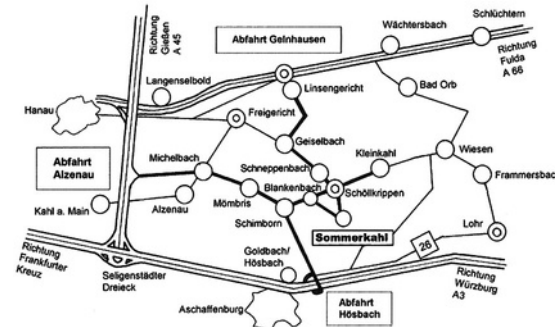 Schlüchtern
Wächtersbach
Richtung
Gießen
A 45
Abfahrt Gelnhausen
Richtung
Fulda
A 66
Langenselbold
Linsengericht
Bad Orb
Hanau
Freigericht
Geiselbach
Kleinkahl
Wiesen
Abfahrt
Alzenau
Michelbach
Schneppenbach
Blankenbach
Schöllkrippen
Frammersbach
Kahl a. Main
Alzenau
Mömbris
Schimborn
Sommerkahl
Lohr
26
Goldbach/
Hösbach
Richtung
Frankfurter
Kreuz
Seligenstädter
Dreieck
Richtung
Würzburg
A3
Aschaffenburg
Abfahrt
Hösbach